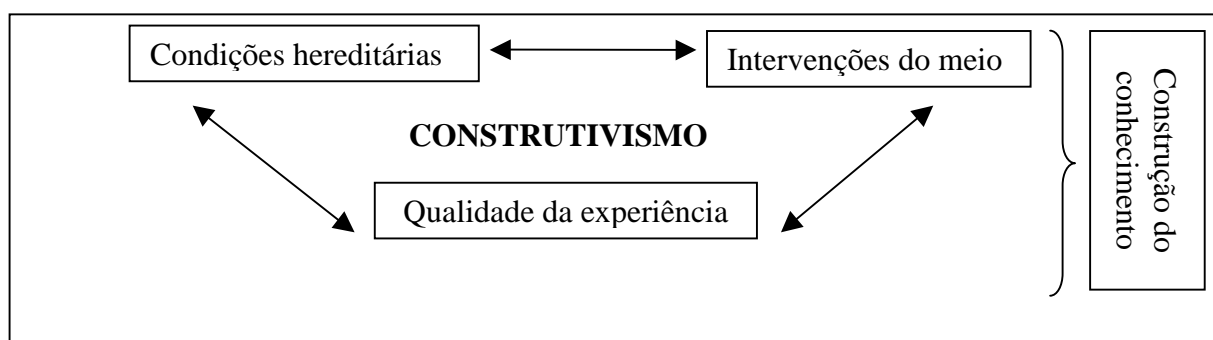 Condições hereditárias
Intervenções do meio
CONSTRUTIVISMO
Qualidade da experiência
Construção do
conhecimento